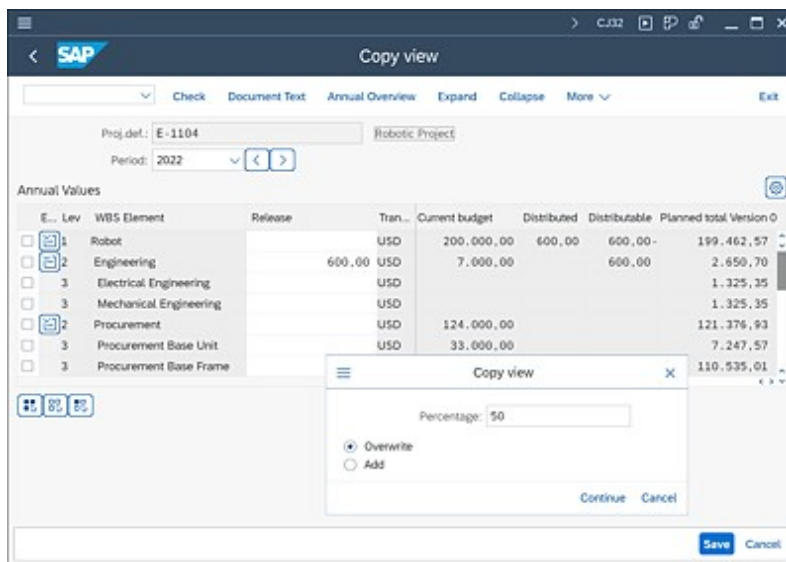 CJ32
SAP
Copy view
Check Document Text Annual Overview Expand Collapse More Exit
Proj.def.: E-1104 Robotic Project
Period: 2022
Annual Values
E... Lev WBS Element Release Tran... Current budget Distributed Distributable Planned total Version 0
1 Robot USD 200.000,00 600,00 600,00- 199.462,57
2 Engineering 600,00 USD 7.000,00 600,00 2.650,70
3 Electrical Engineering USD 1.325,35
3 Mechanical Engineering USD 1.325,35
2 Procurement USD 124.000,00 121.376,93
3 Procurement Base Unit USD 33.000,00 7.247,57
3 Procurement Base Frame 110.535,01
Copy view
Percentage: 50
Overwrite
Add
Continue Cancel
Save Cancel